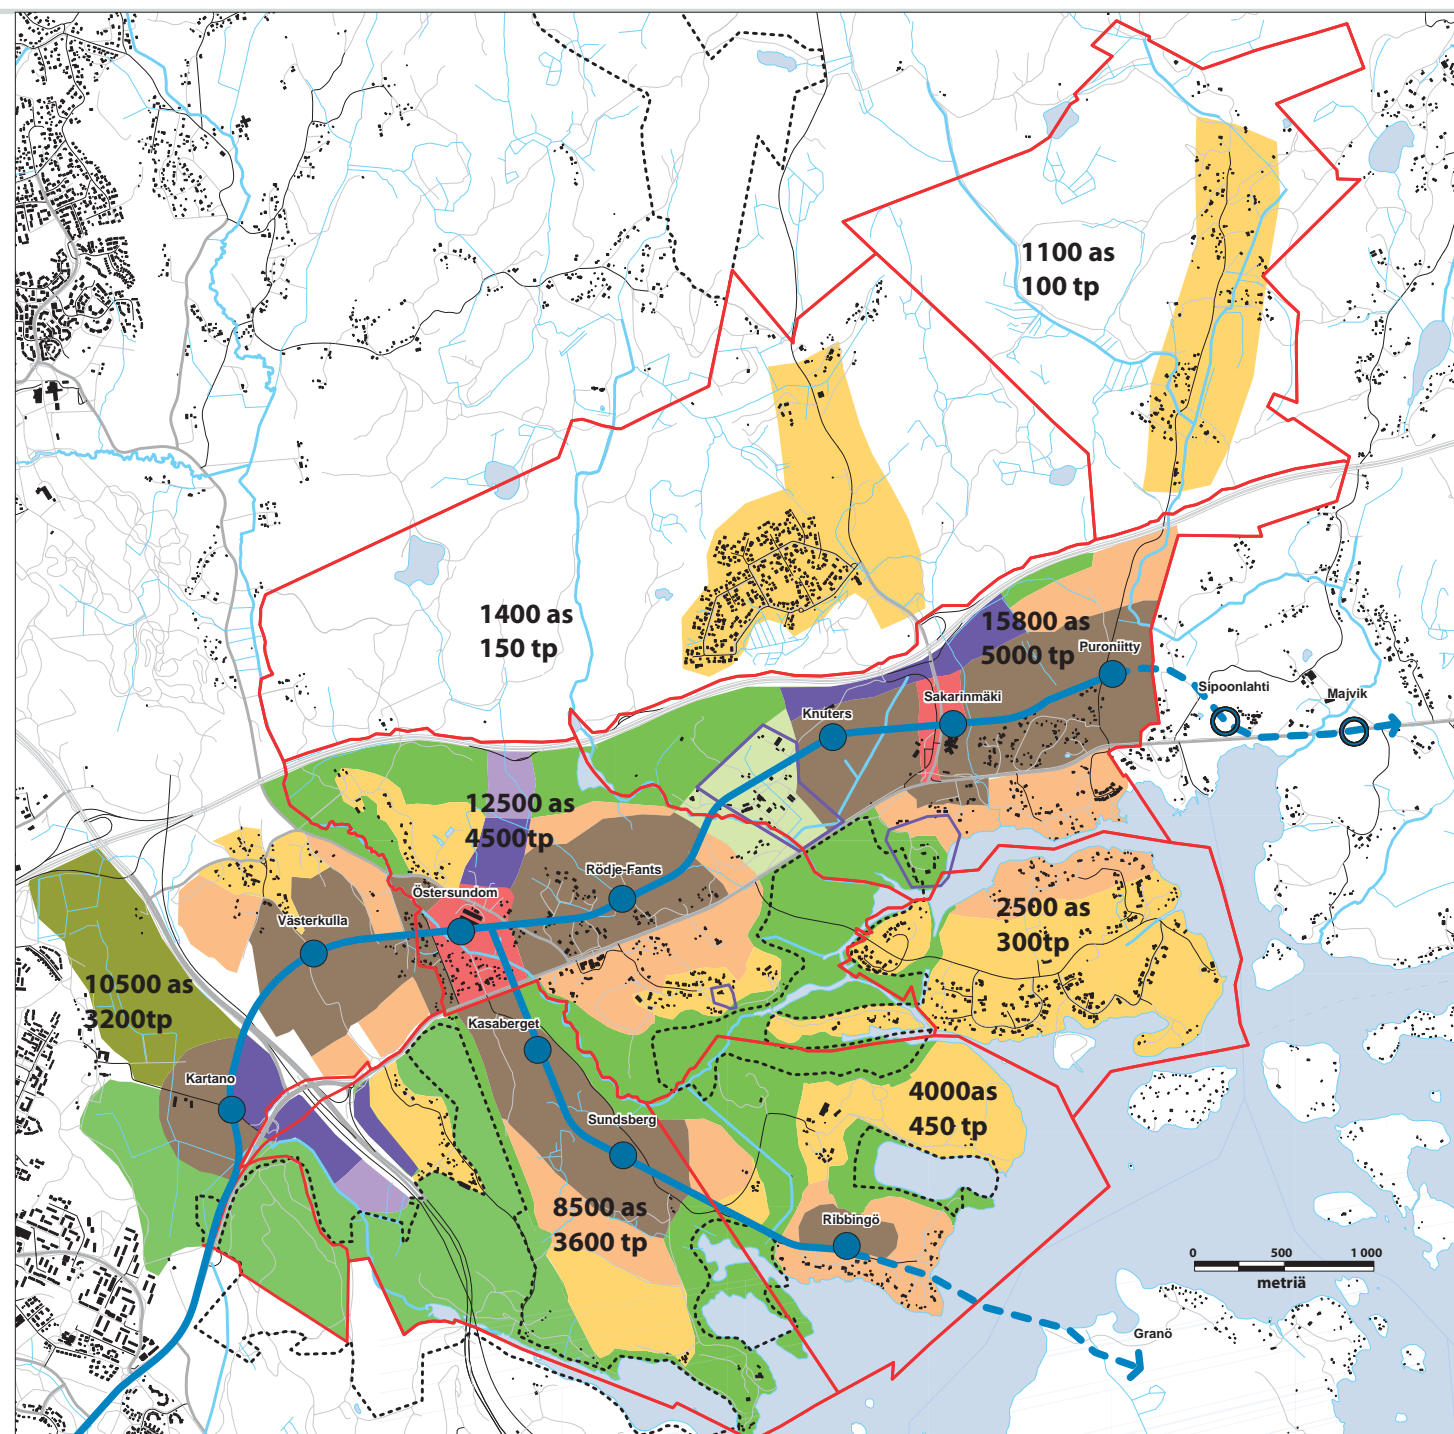 1100 as
100 tp
1400 as
150 tp
15800 as
5000 tp
Puroniitty
Sipoonlahti
Majvik
Sakarinmäki
Knuters
12500 as
4500tp
Rödje-Fants
Östersundom
Västerkulla
2500 as
300tp
10500 as
3200tp
Kasaberget
Kartano
4000as
450 tp
Sundsberg
8500 as
3600 tp
Ribbingö
0 500 1 000
metriä
Granö